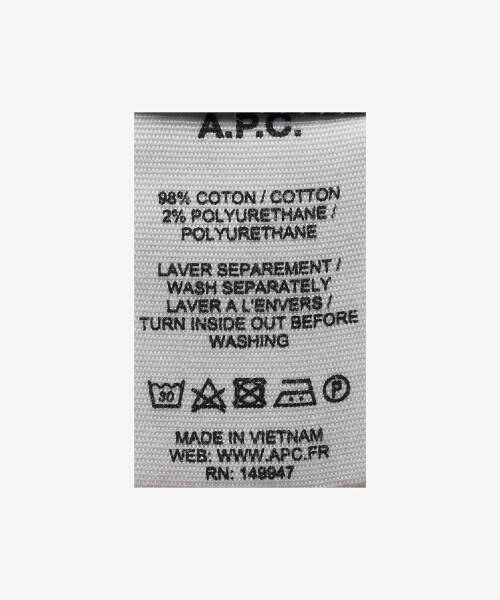 A.P.C.
98% COTON / COTTON
2% POLYURETHANE /
POLYURETHANE
LAVER SEPAREMENT /
WASH SEPARATELY
LAVER A L'ENVERS /
TURN INSIDE OUT BEFORE
WASHING
30 P
MADE IN VIETNAM
WEB: WWW.APC.FR
RN: 149947